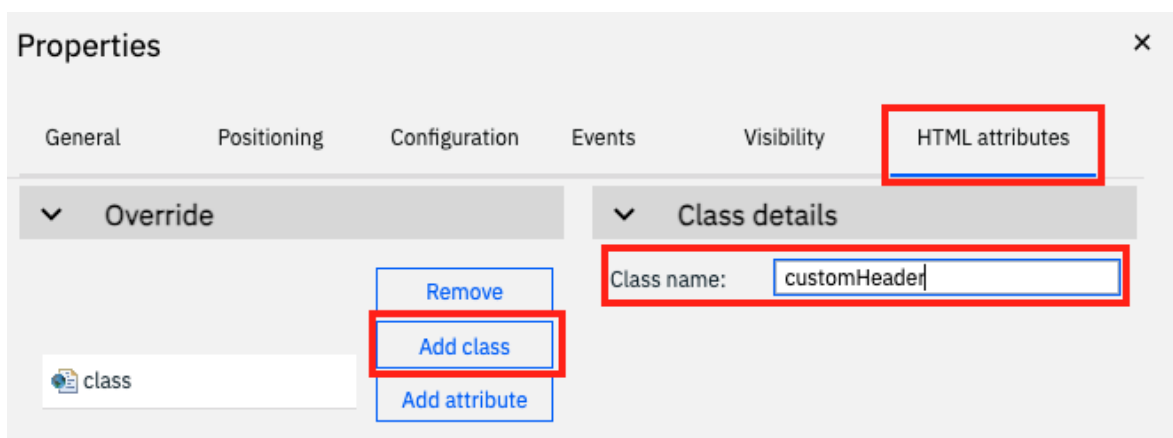 Properties
General Positioning Configuration Events Visibility HTML attributes
Override
Class details
Remove
Class name: customHeader
Add class
class
Add attribute